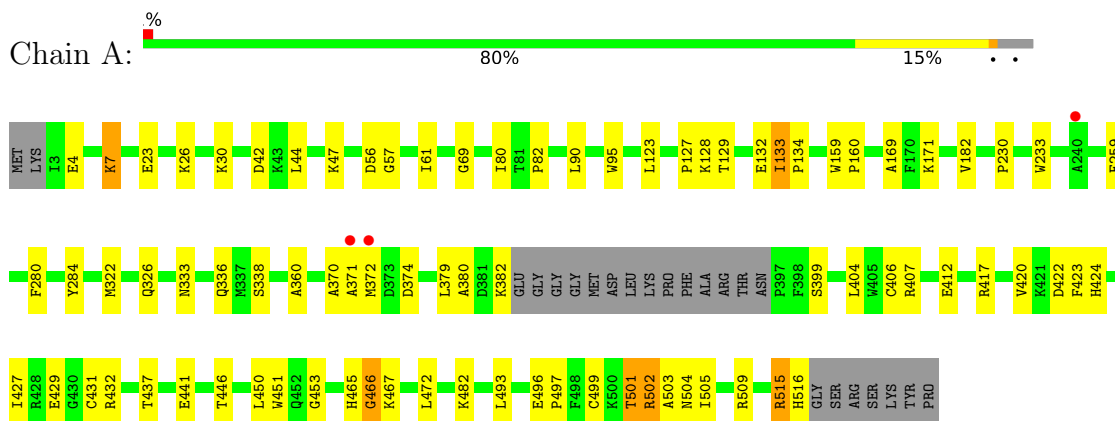 .%
Chain A:
80% 15% . .
MET LYS I3 E4 K7 E23 K26 K30 D42 K43 L44 K47 D56 G57 I61 G69 I80 T81 P82 L90 W95 L123 P127 K128 T129 E132 I133 P134 W159 P160 A169 F170 K171 V182 P230 W233 A240
F280 Y284 M322 Q326 N333 Q336 M337 S338 A360 A370 A371 M372 D373 D374 L379 A380 D381 K382 GLU GLY GLY GLY MET ASP LEU LYS PRO PHE ALA ARG THR ASN P397 F398 S399 L404 W405 C406 R407 E412 R417 V420 K421 D422 F423 H424
I427 R428 E429 G430 C431 R432 T437 E441 T446 L450 W451 Q452 G453 H465 G466 K467 L472 K482 L493 E496 P497 F498 C499 K500 T501 R502 A503 N504 I505 R509 R515 H516 GLY SER ARG SER LYS TYR PRO